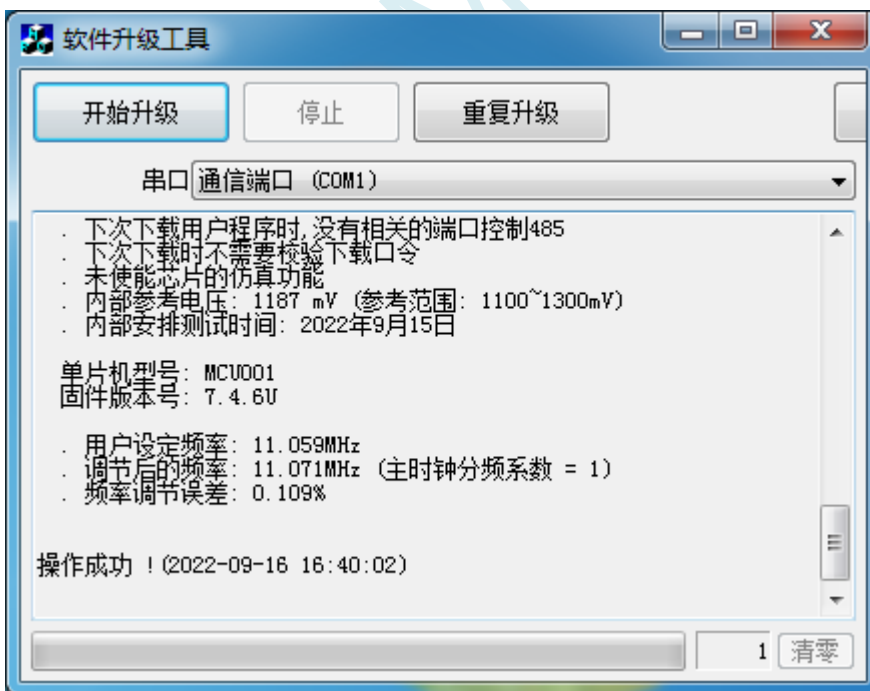 软件升级工具
开始升级 停止 重复升级
串口 通信端口 (COM1)
. 下次下载用户程序时,没有相关的端口控制485
. 下次下载时不需要校验下载口令
. 未使能芯片的仿真功能
. 内部参考电压: 1187 mV (参考范围: 1100~1300mV)
. 内部安排测试时间: 2022年9月15日
单片机型号: MCU001
固件版本号: 7.4.6U
. 用户设定频率: 11.059MHz
. 调节后的频率: 11.071MHz (主时钟分频系数 = 1)
. 频率调节误差: 0.109%
操作成功 !(2022-09-16 16:40:02)
1 清零